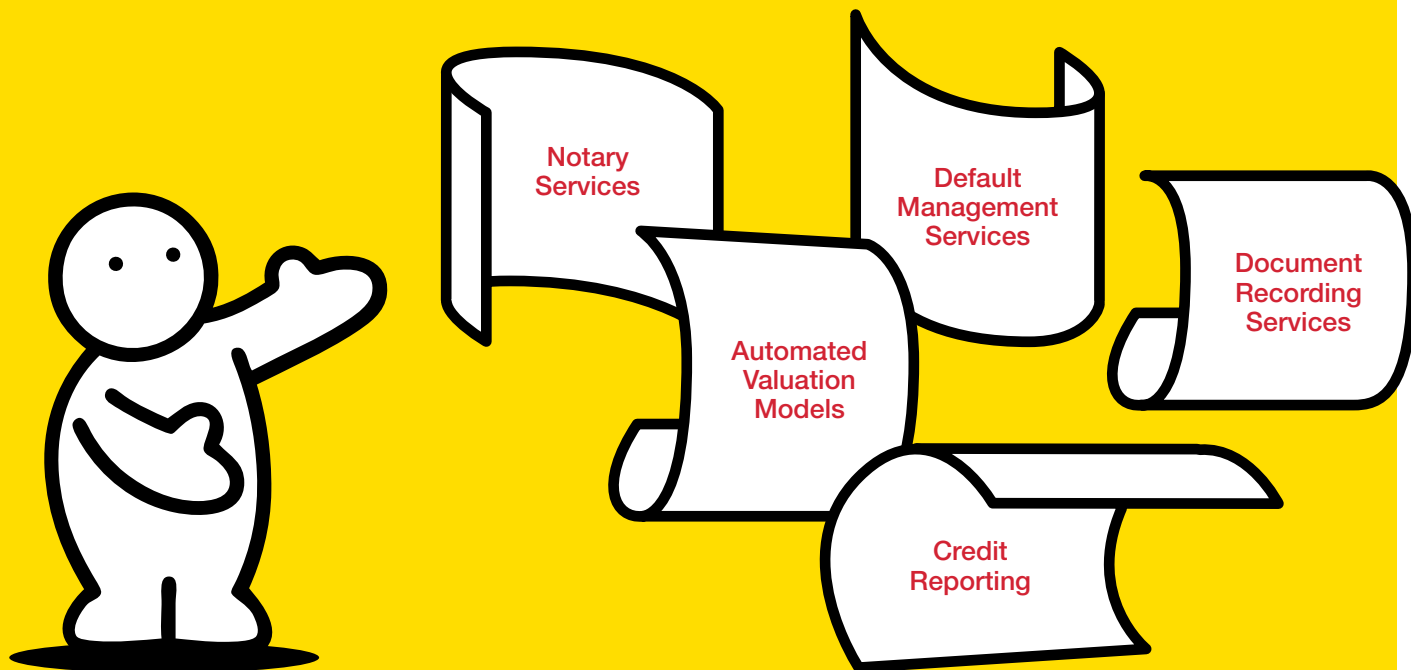 Notary
Services
Default
Management
Services
Document
Recording
Services
Automated
Valuation
Models
Credit
Reporting